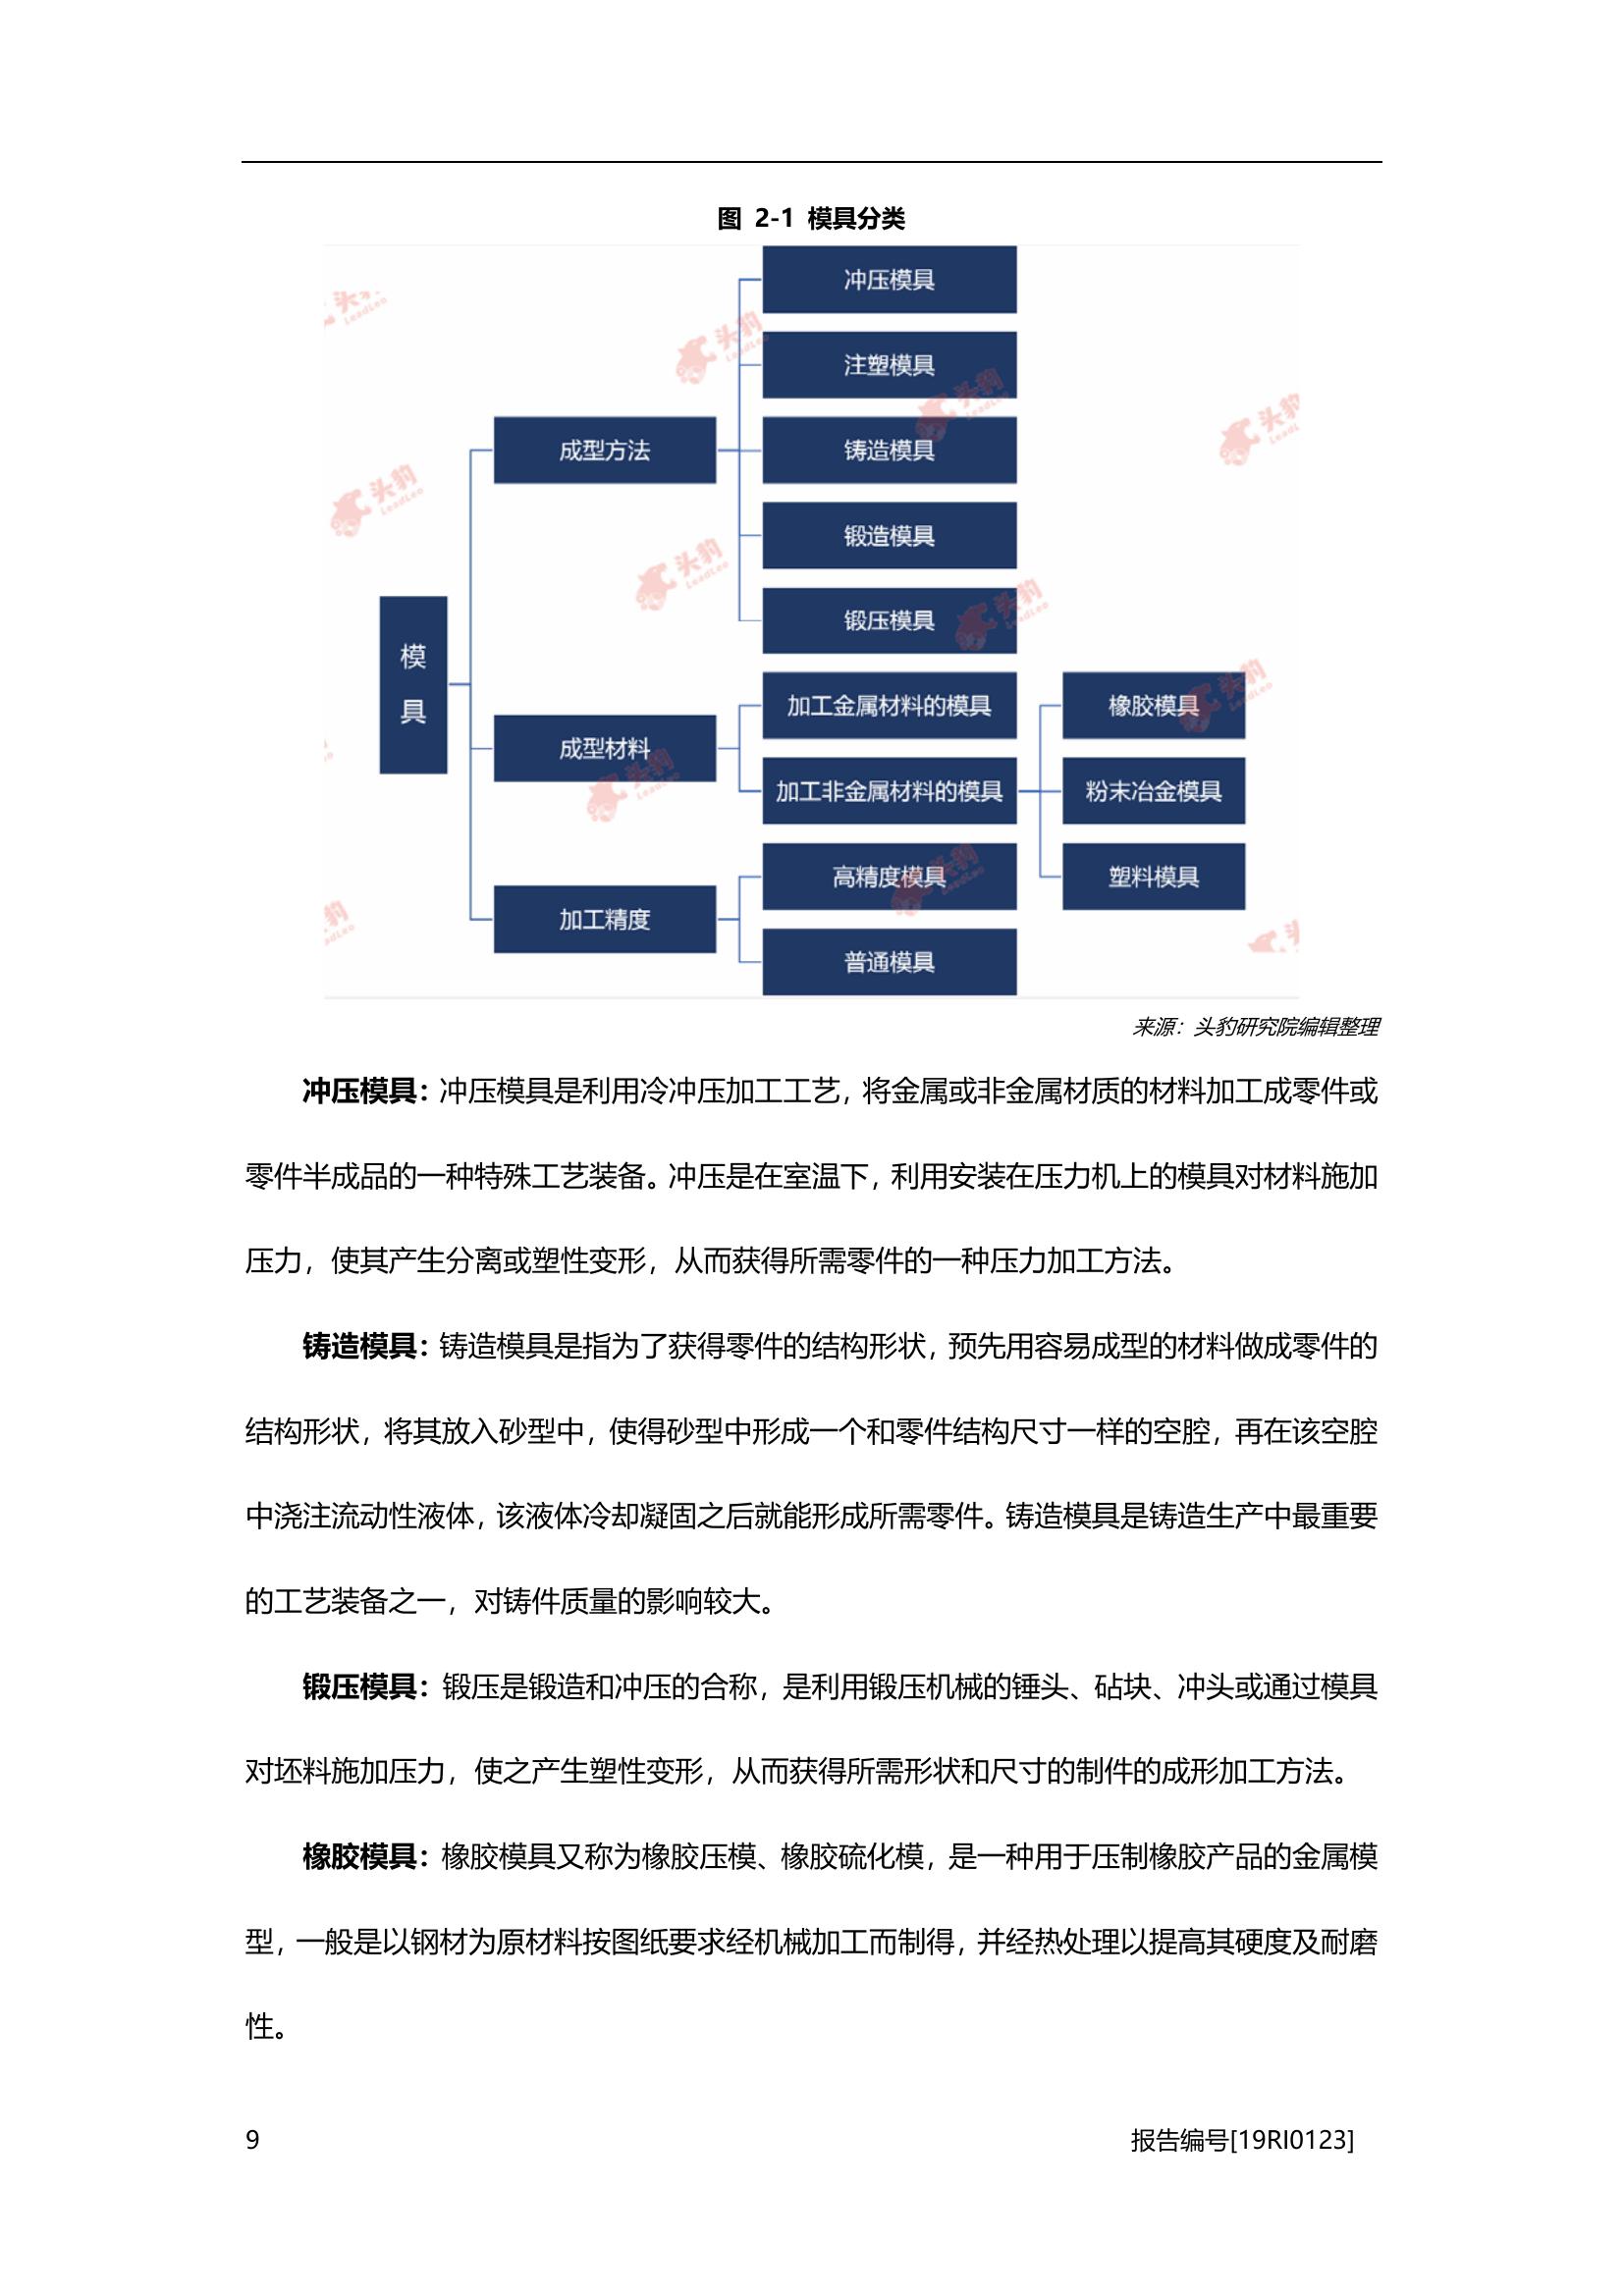 图 2-1 模具分类
冲压模具
注塑模具
成型方法
铸造模具
锻造模具
锻压模具
模
具
成型材料
加工金属材料的模具
橡胶模具
加工非金属材料的模具
粉末冶金模具
塑料模具
加工精度
高精度模具
普通模具
头豹
LeadLeo
来源：头豹研究院编辑整理
冲压模具：冲压模具是利用冷冲压加工工艺，将金属或非金属材质的材料加工成零件或
零件半成品的一种特殊工艺装备。冲压是在室温下，利用安装在压力机上的模具对材料施加
压力，使其产生分离或塑性变形，从而获得所需零件的一种压力加工方法。
铸造模具：铸造模具是指为了获得零件的结构形状，预先用容易成型的材料做成零件的
结构形状，将其放入砂型中，使得砂型中形成一个和零件结构尺寸一样的空腔，再在该空腔
中浇注流动性液体，该液体冷却凝固之后就能形成所需零件。铸造模具是铸造生产中最重要
的工艺装备之一，对铸件质量的影响较大。
锻压模具：锻压是锻造和冲压的合称，是利用锻压机械的锤头、砧块、冲头或通过模具
对坯料施加压力，使之产生塑性变形，从而获得所需形状和尺寸的制件的成形加工方法。
橡胶模具：橡胶模具又称为橡胶压模、橡胶硫化模，是一种用于压制橡胶产品的金属模
型，一般是以钢材为原材料按图纸要求经机械加工而制得，并经热处理以提高其硬度及耐磨
性。
9
报告编号[19RI0123]